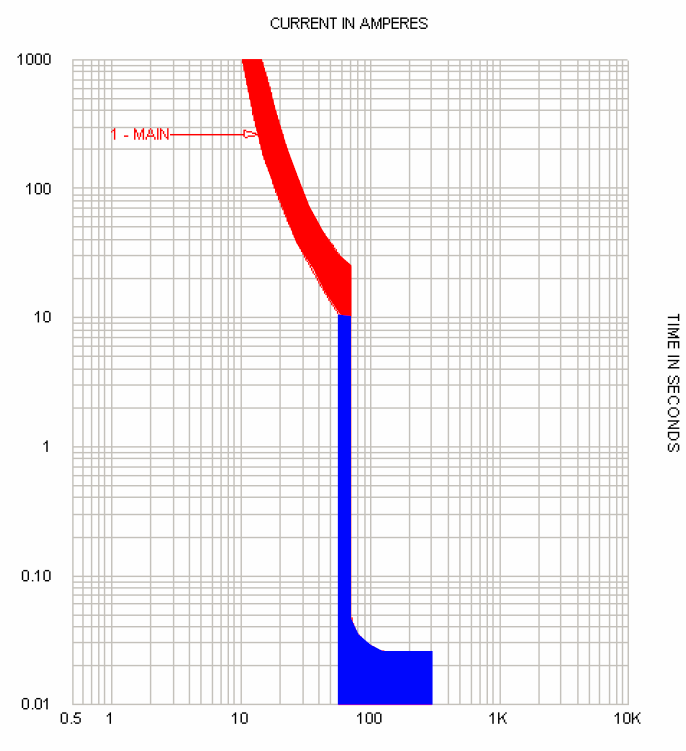 CURRENT IN AMPERES
1000
1 - MAIN
100
10
TIME IN SECONDS
1
0.10
0.01
0.5 1 10 100 1K 10K